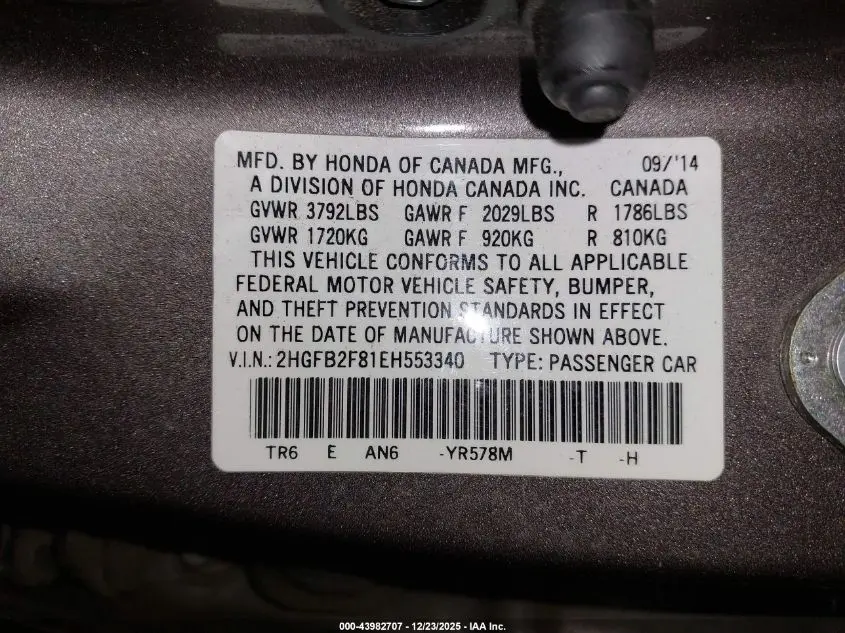 MFD. BY HONDA OF CANADA MFG., 09/'14
A DIVISION OF HONDA CANADA INC. CANADA
GVWR 3792LBS GAWR F 2029LBS R 1786LBS
GVWR 1720KG GAWR F 920KG R 810KG
THIS VEHICLE CONFORMS TO ALL APPLICABLE
FEDERAL MOTOR VEHICLE SAFETY, BUMPER,
AND THEFT PREVENTION STANDARDS IN EFFECT
ON THE DATE OF MANUFACTURE SHOWN ABOVE.
V.I.N.: 2HGFB2F81EH553340 TYPE: PASSENGER CAR
TR6 E AN6 -YR578M -T -H
000-43982707 - 12/23/2025 - IAA Inc.